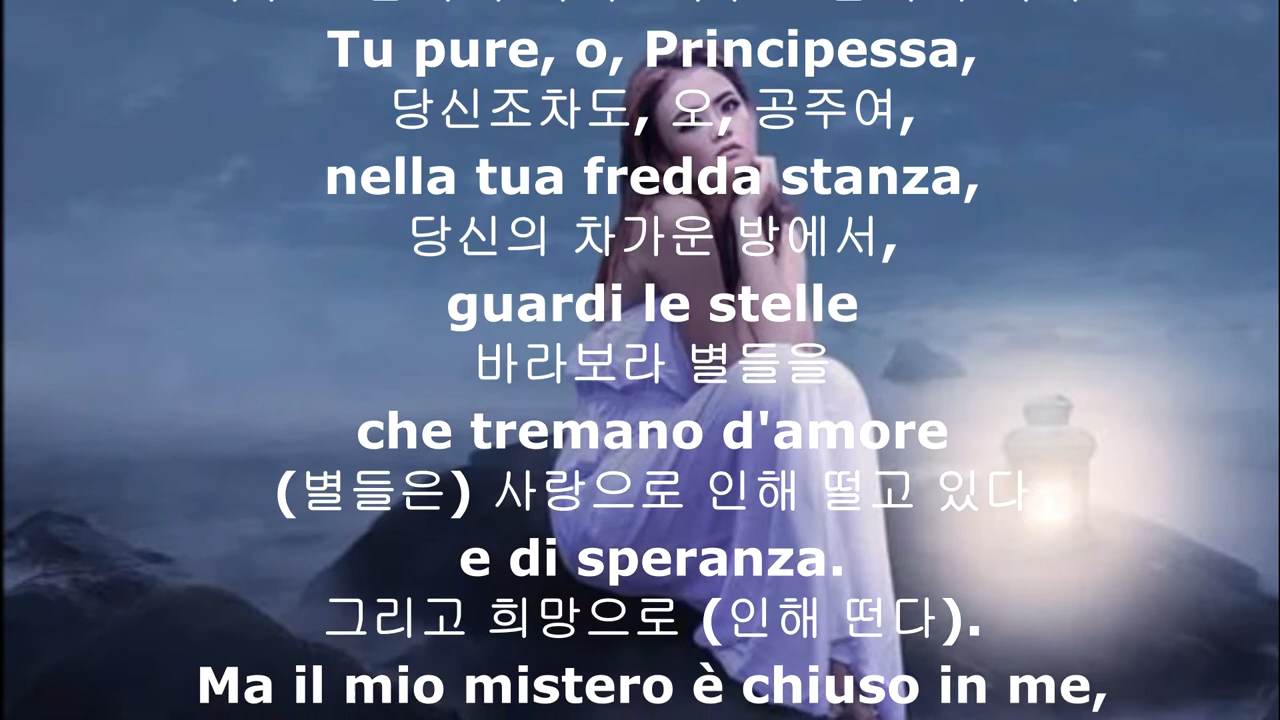 Tu pure, o, Principessa,
당신조차도, 오, 공주여,
nella tua fredda stanza,
당신의 차가운 방에서,
guardi le stelle
바라보라 별들을
che tremano d'amore
(별들은) 사랑으로 인해 떨고 있다
e di speranza.
그리고 희망으로 (인해 떤다).
Ma il mio mistero è chiuso in me,